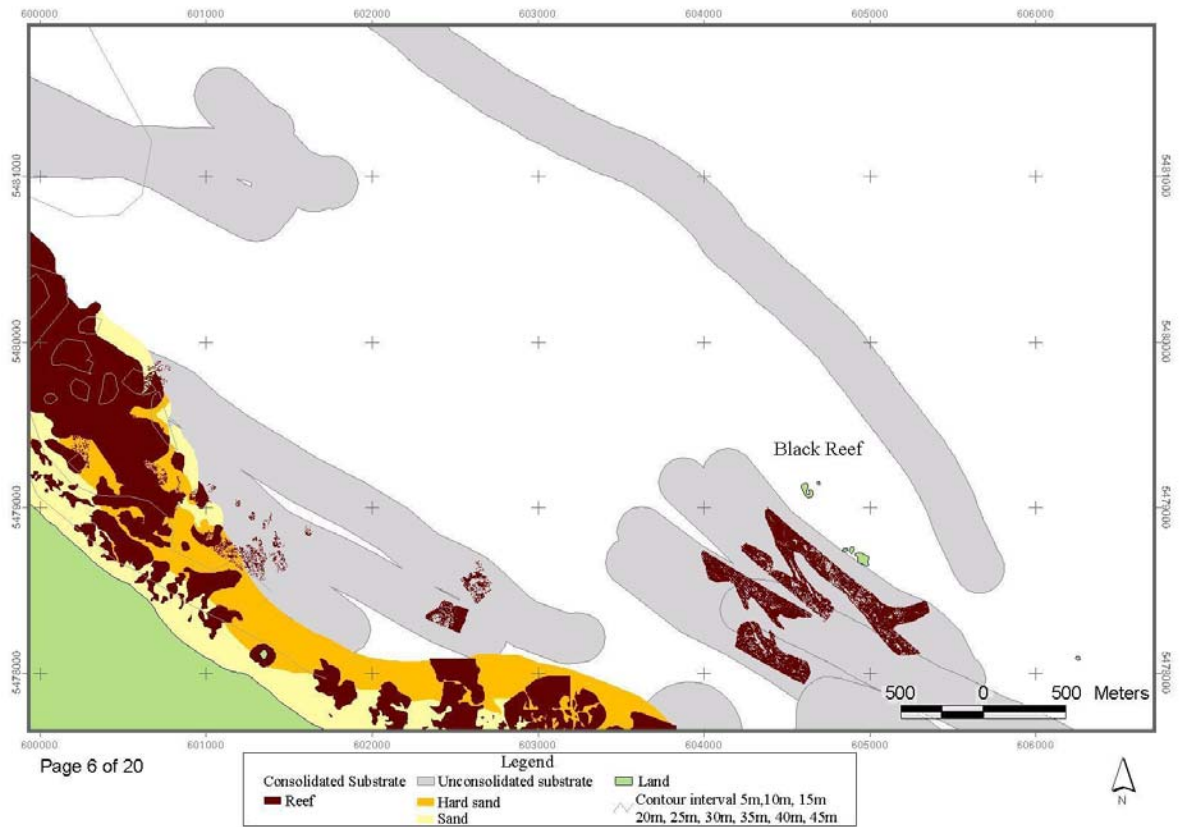 600000 601000 602000 603000 604000 605000 606000
5481000 5481000
5480000 5480000
Black Reef
5479000 5479000
5478000 5478000
500 0 500 Meters
600000 601000 602000 603000 604000 605000 606000
Page 6 of 20
Legend
Consolidated Substrate Unconsolidated substrate Land
Reef Hard sand Contour interval 5m,10m, 15m
Sand 20m, 25m, 30m, 35m, 40m, 45m
N